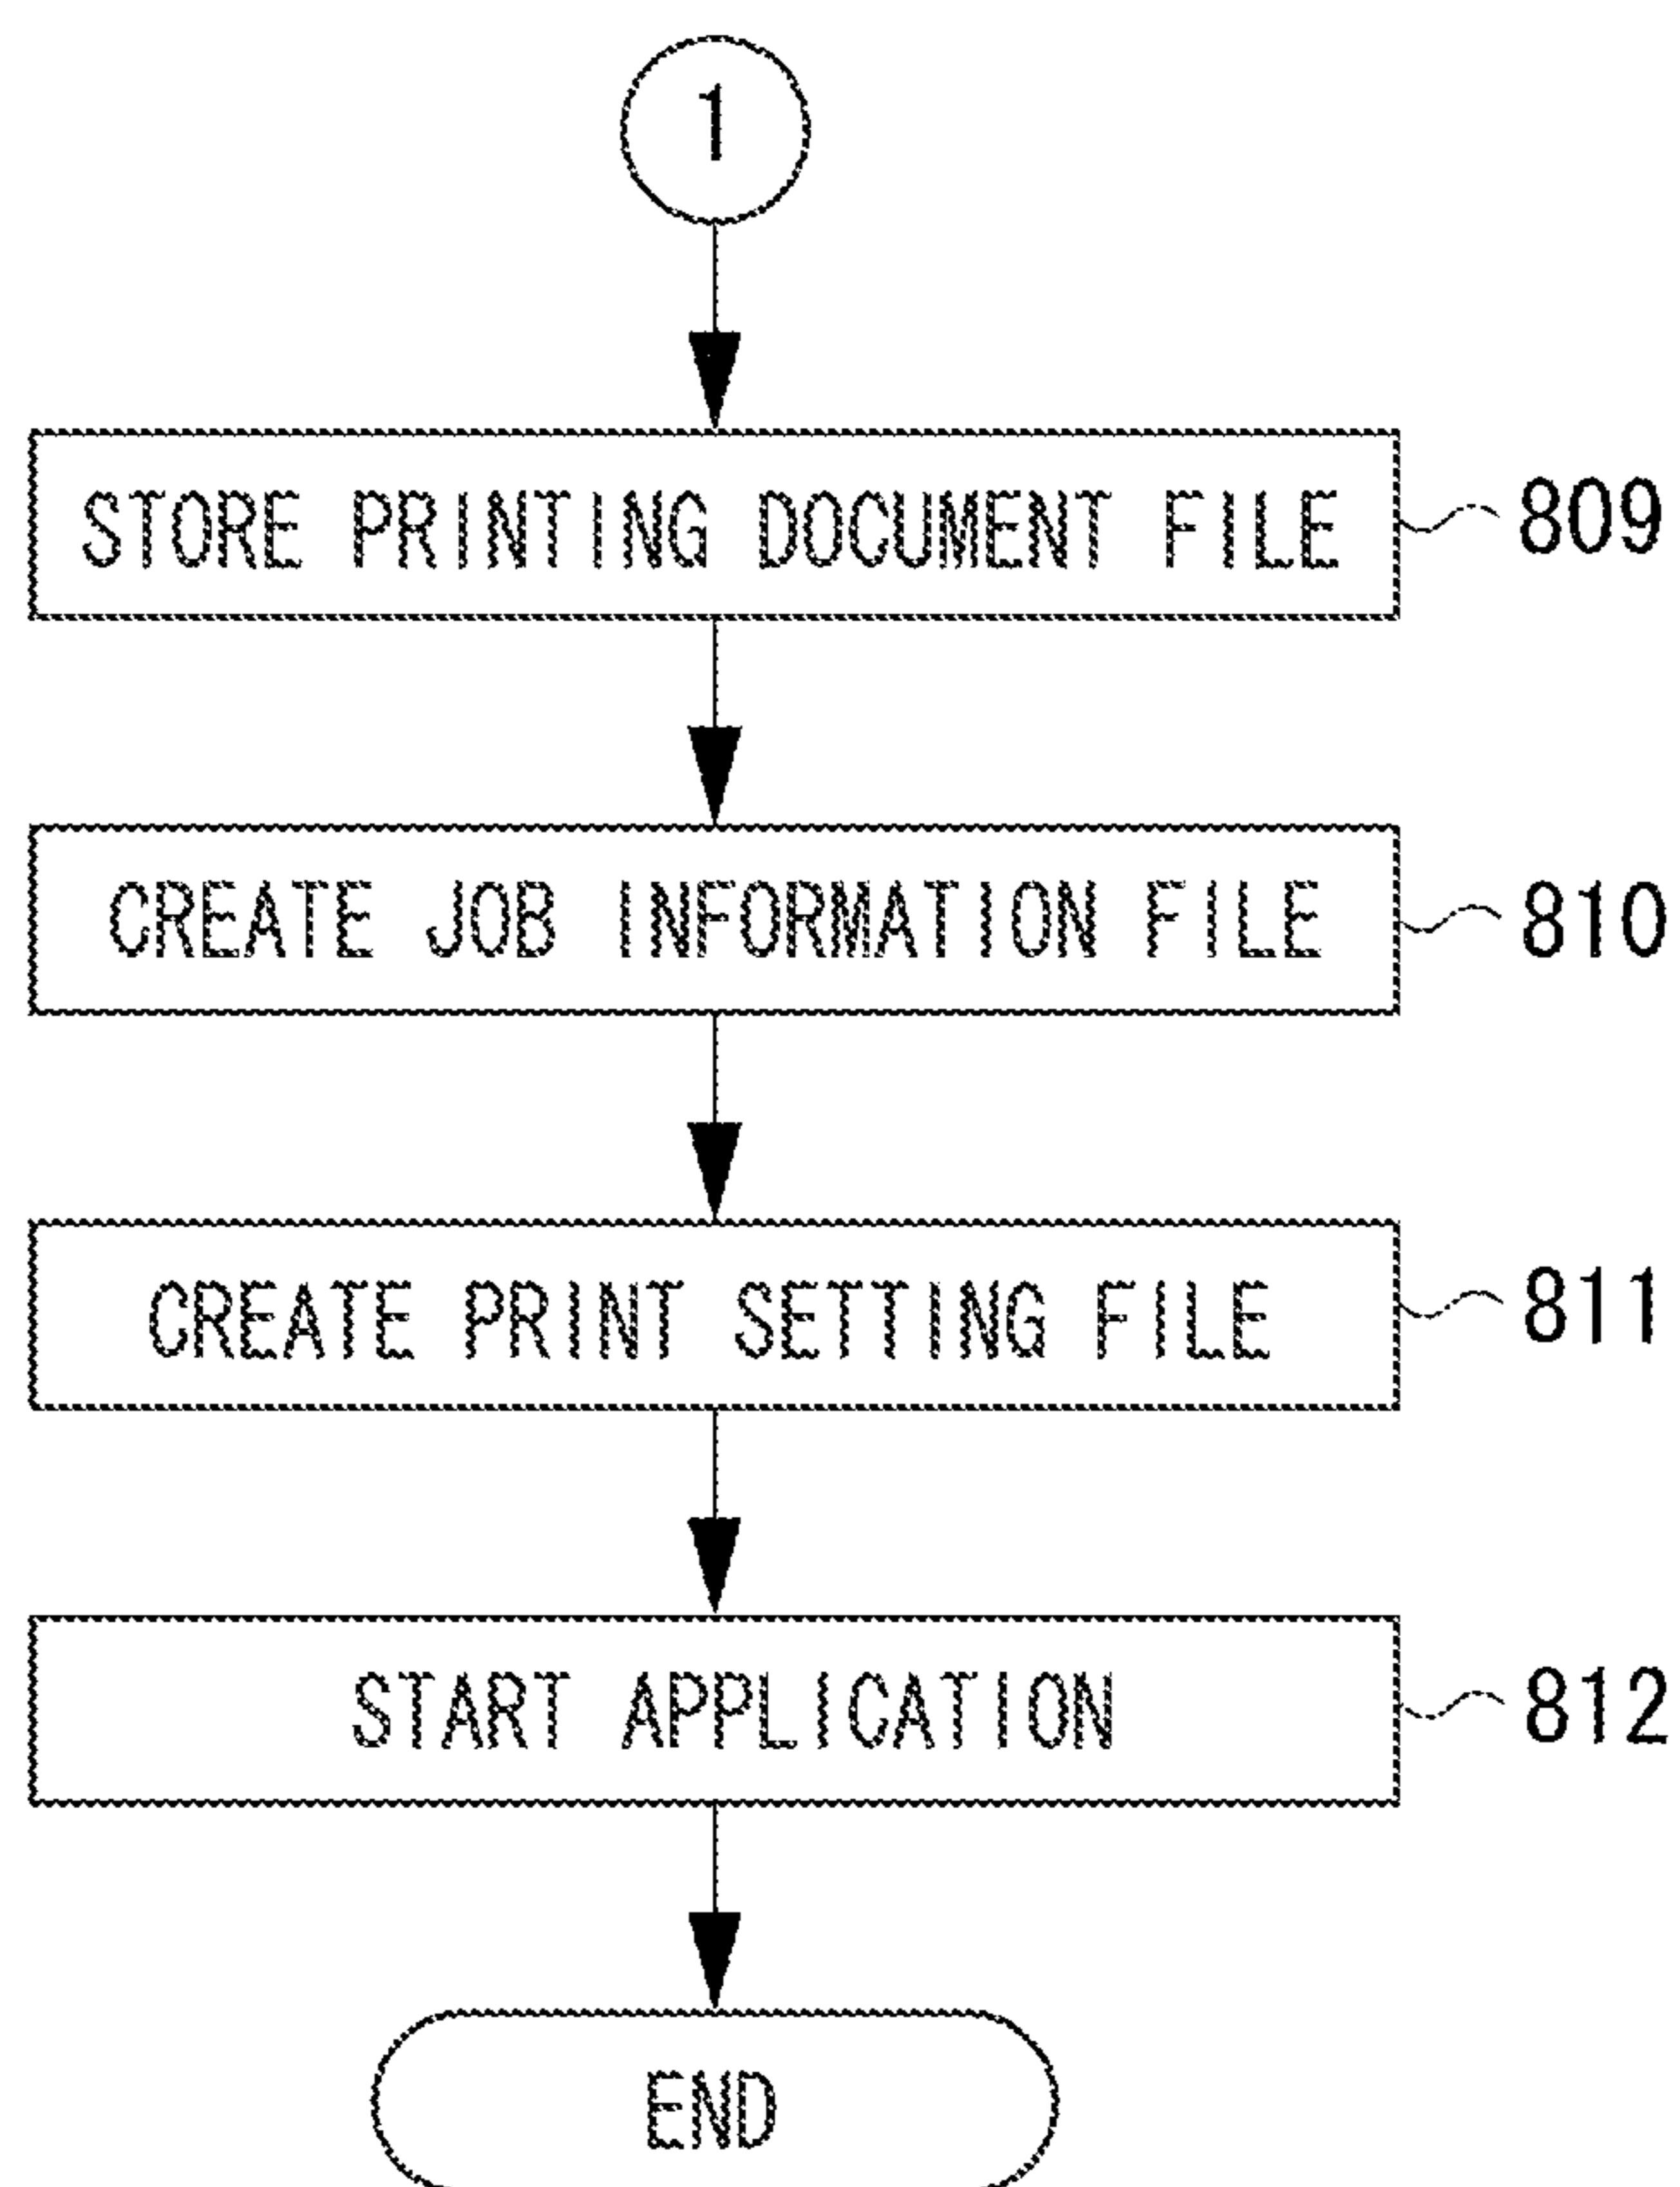 1
STORE PRINTING DOCUMENT FILE 809
CREATE JOB INFORMATION FILE 810
CREATE PRINT SETTING FILE 811
START APPLICATION 812
END